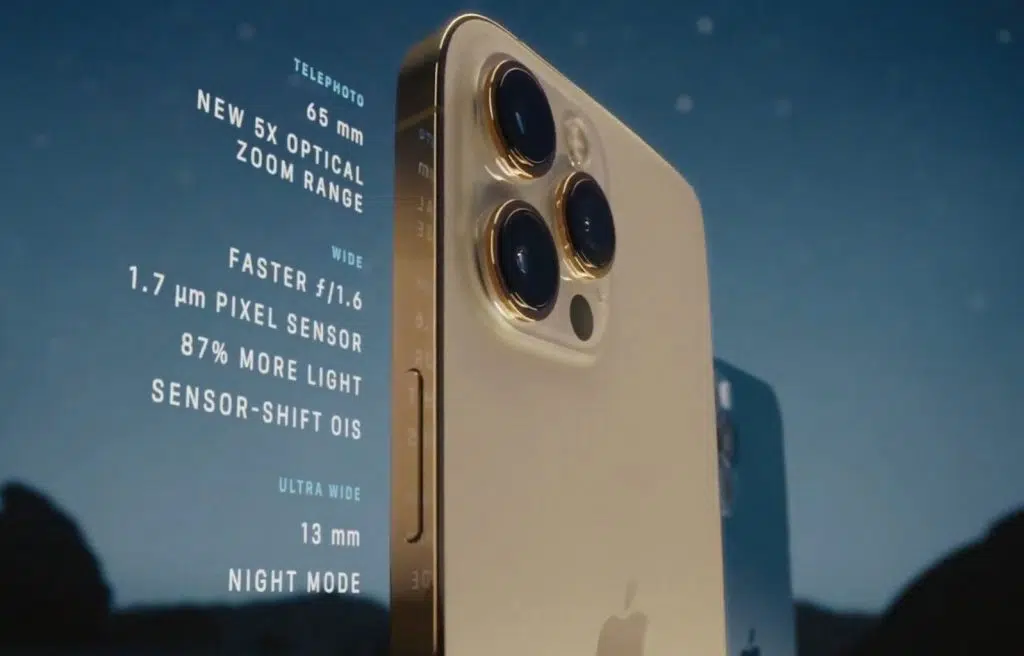 TELEPHOTO
65 mm
NEW 5X OPTICAL
ZOOM RANGE
WIDE
FASTER ƒ/1.6
1.7 µm PIXEL SENSOR
87% MORE LIGHT
SENSOR-SHIFT OIS
ULTRA WIDE
13 mm
NIGHT MODE